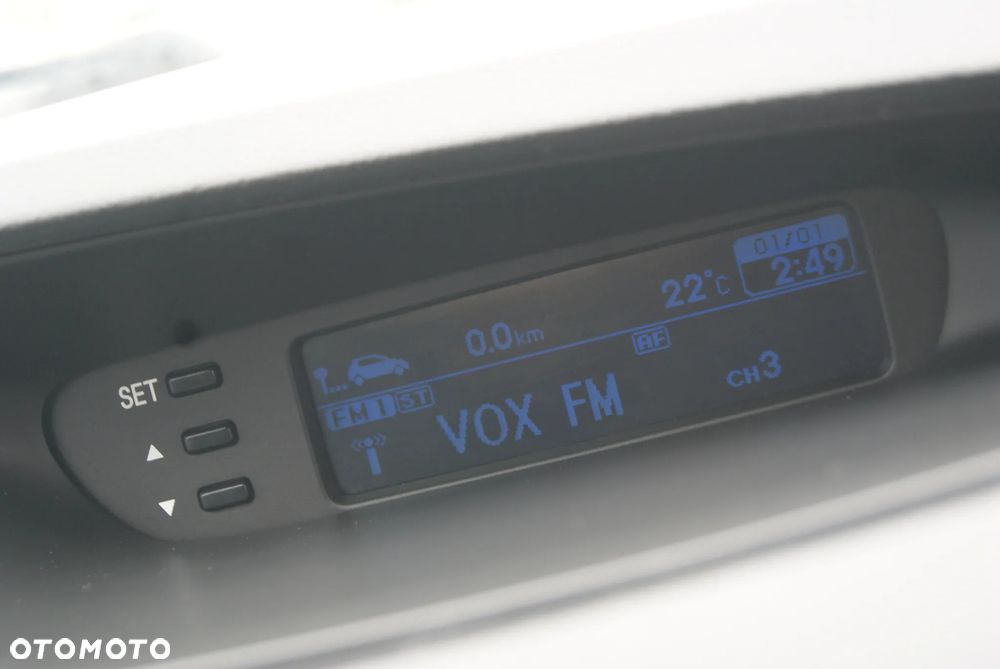 01/01
22°C 2:49
0.0km
AF
FM1 ST
VOX FM CH3
SET
OTOMOTO